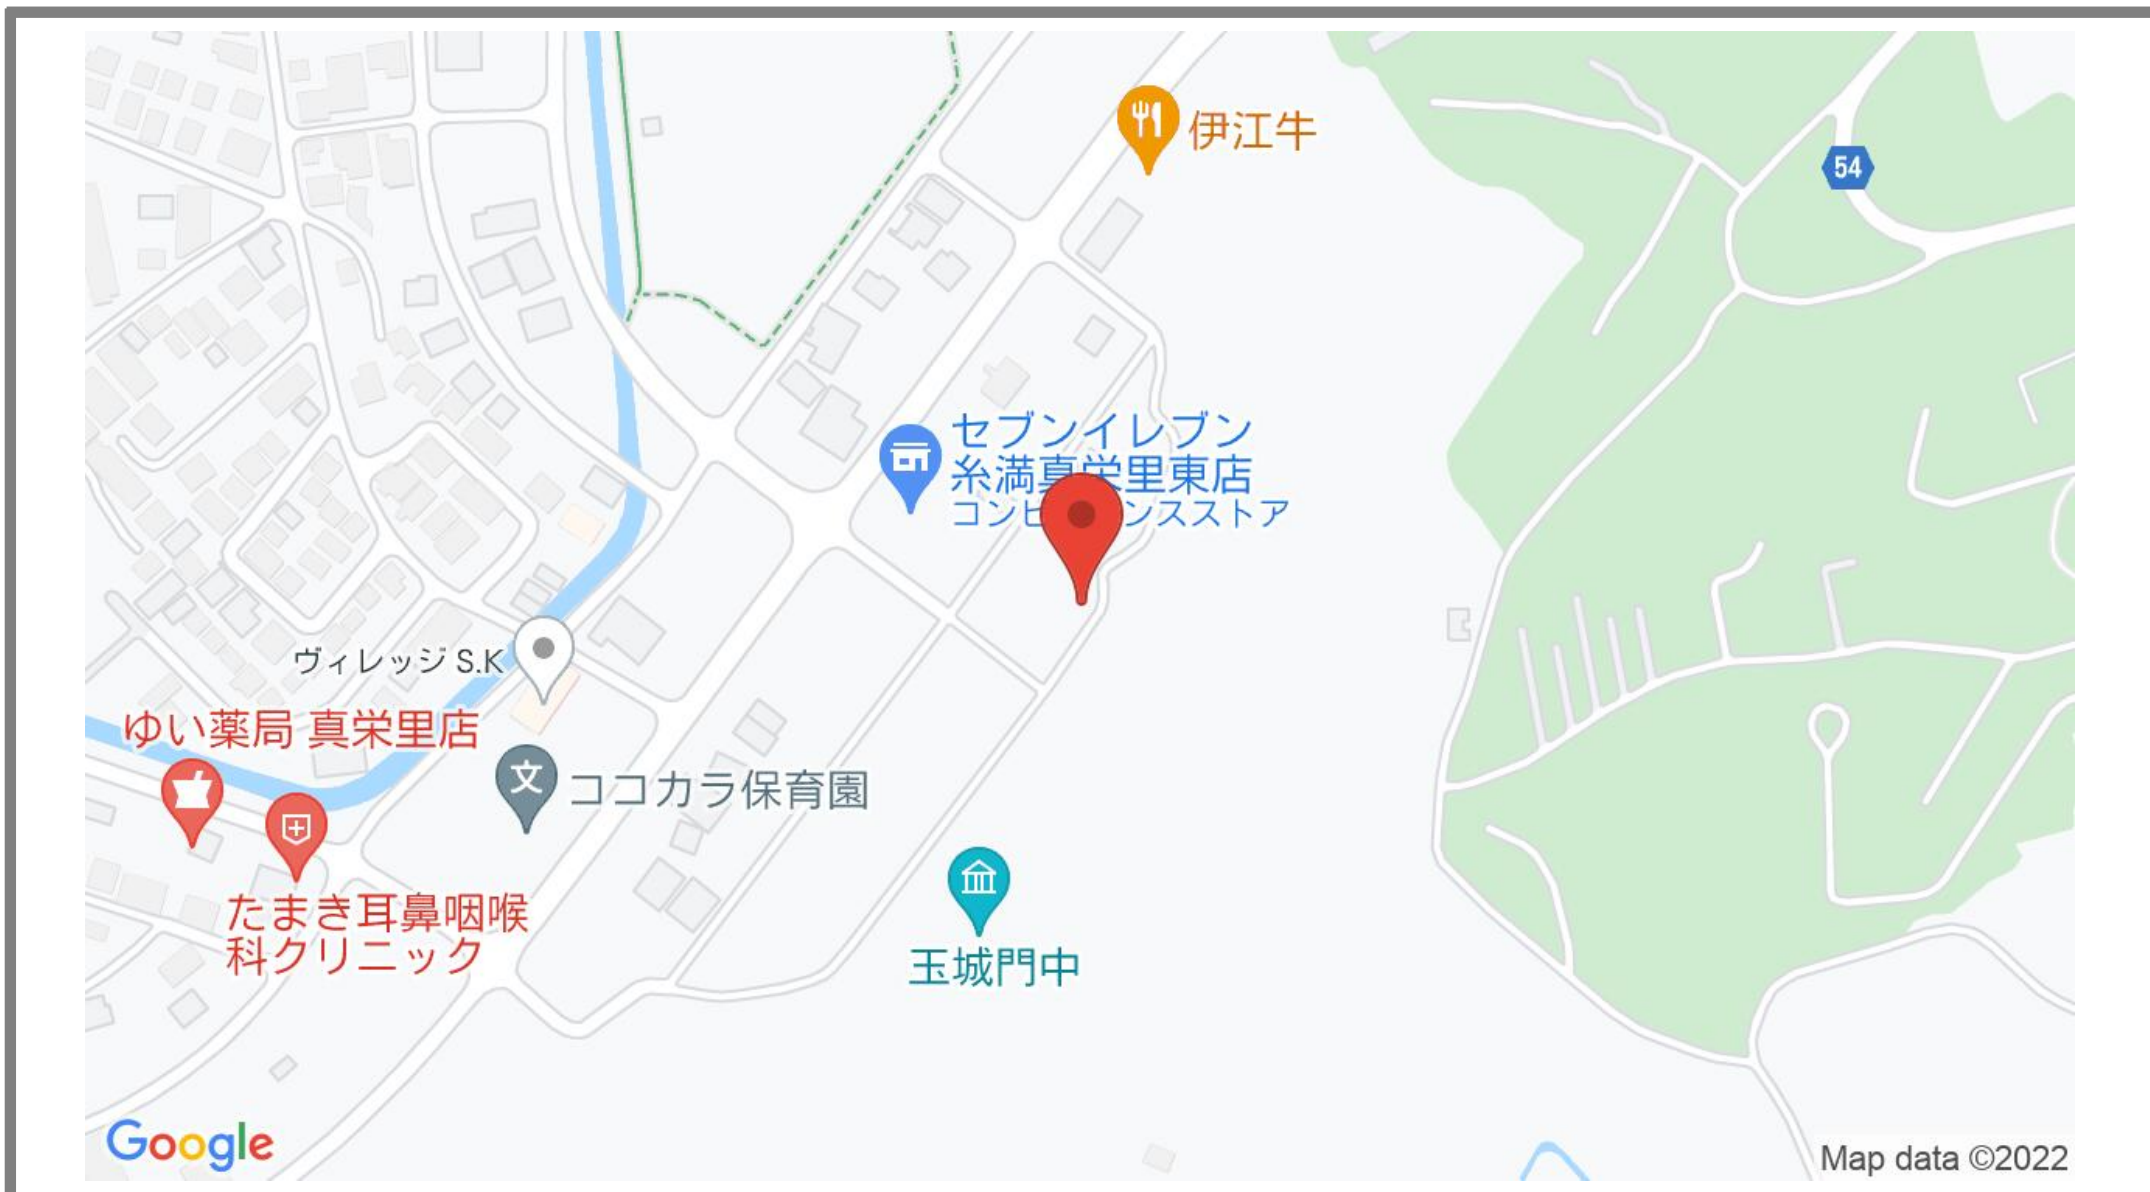 伊江牛
54
セブンイレブン
糸満真栄里東店
コンビ ンスストア
ヴィレッジ S.K
ゆい薬局 真栄里店
文
ココカラ保育園
たまき耳鼻咽喉
科クリニック
玉城門中
Google
Map data ©2022